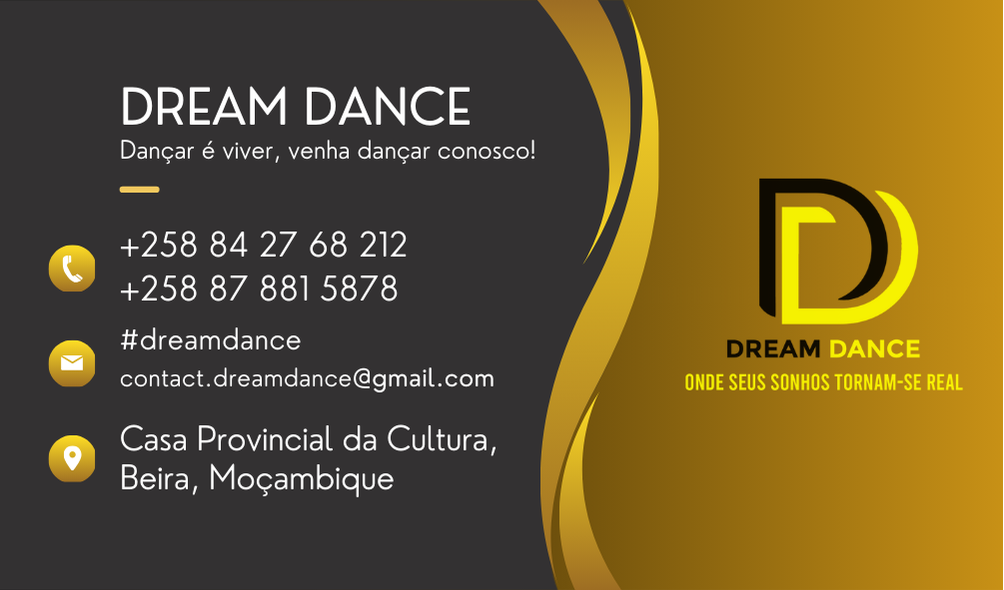 DREAM DANCE
Dançar é viver, venha dançar conosco!
+258 84 27 68 212
+258 87 881 5878
#dreamdance
contact.dreamdance@gmail.com
Casa Provincial da Cultura,
Beira, Moçambique
DREAM DANCE
ONDE SEUS SONHOS TORNAM-SE REAL